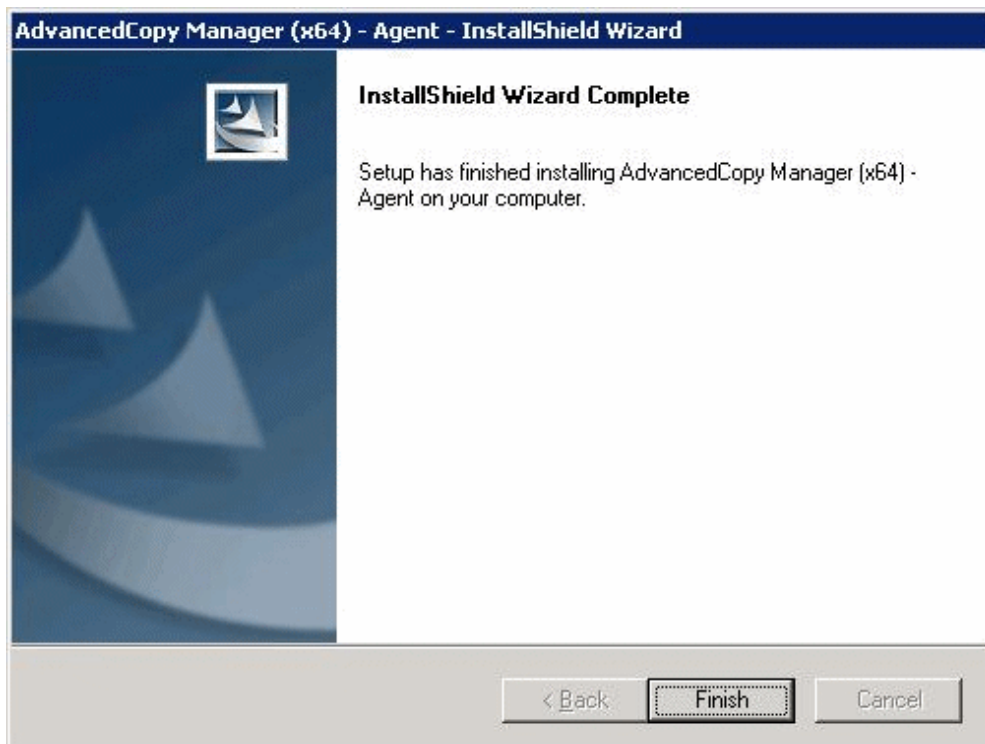 AdvancedCopy Manager (x64) - Agent - InstallShield Wizard
InstallShield Wizard Complete
Setup has finished installing AdvancedCopy Manager (x64) -
Agent on your computer.
< Back
Finish
Cancel